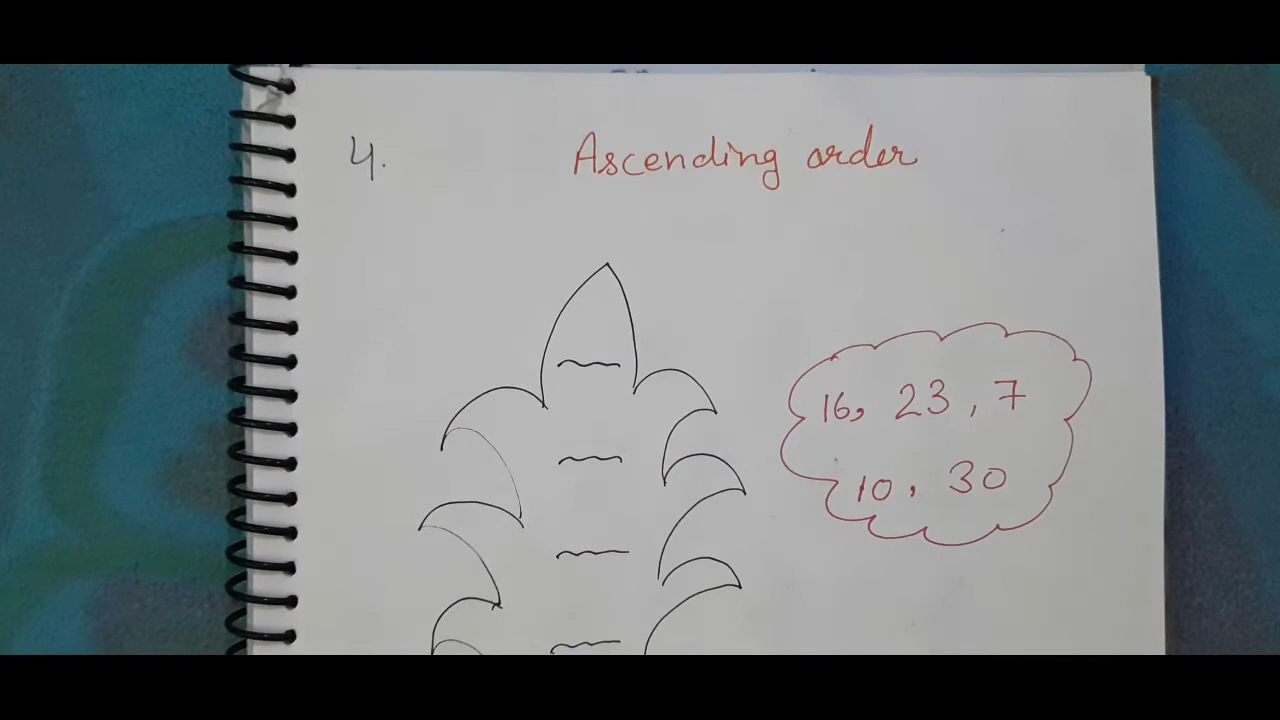 4. Ascending order
16, 23, 7
10, 30